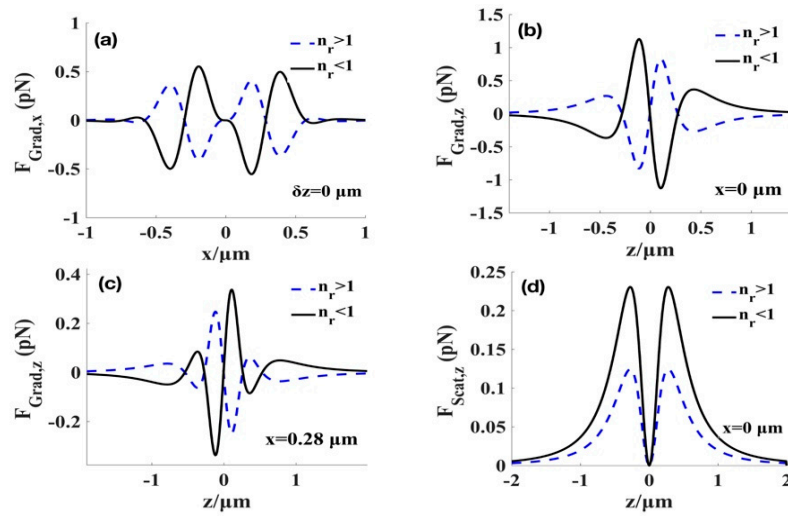 (a)
n_r>1
n_r<1
F_Grad,x (pN)
1
0.5
0
-0.5
-1
-1
-0.5
0
0.5
1
δz=0 μm
x/μm
(b)
n_r>1
n_r<1
F_Grad,z (pN)
1.5
1
0.5
0
-0.5
-1
-1.5
-1
-0.5
0
0.5
1
x=0 μm
z/μm
(c)
n_r>1
n_r<1
F_Grad,z (pN)
0.4
0.2
0
-0.2
-1
0
1
x=0.28 μm
z/μm
(d)
n_r>1
n_r<1
F_Scat,z (pN)
0.25
0.2
0.15
0.1
0.05
0
-2
-1
0
1
2
x=0 μm
z/μm